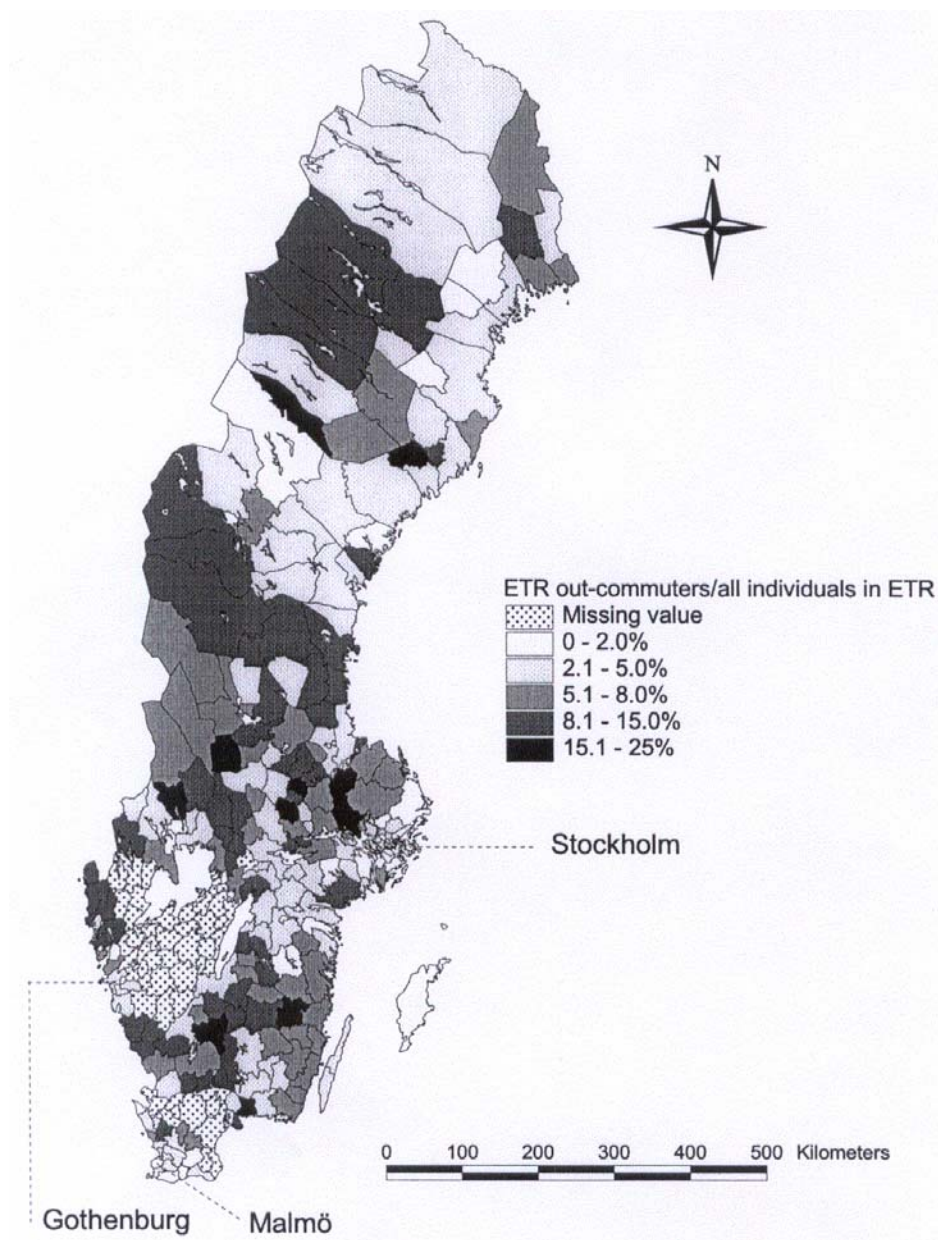 N
ETR out-commuters/all individuals in ETR
Missing value
0 - 2.0%
2.1 - 5.0%
5.1 - 8.0%
8.1 - 15.0%
15.1 - 25%
Stockholm
0 100 200 300 400 500 Kilometers
Gothenburg
Malmö